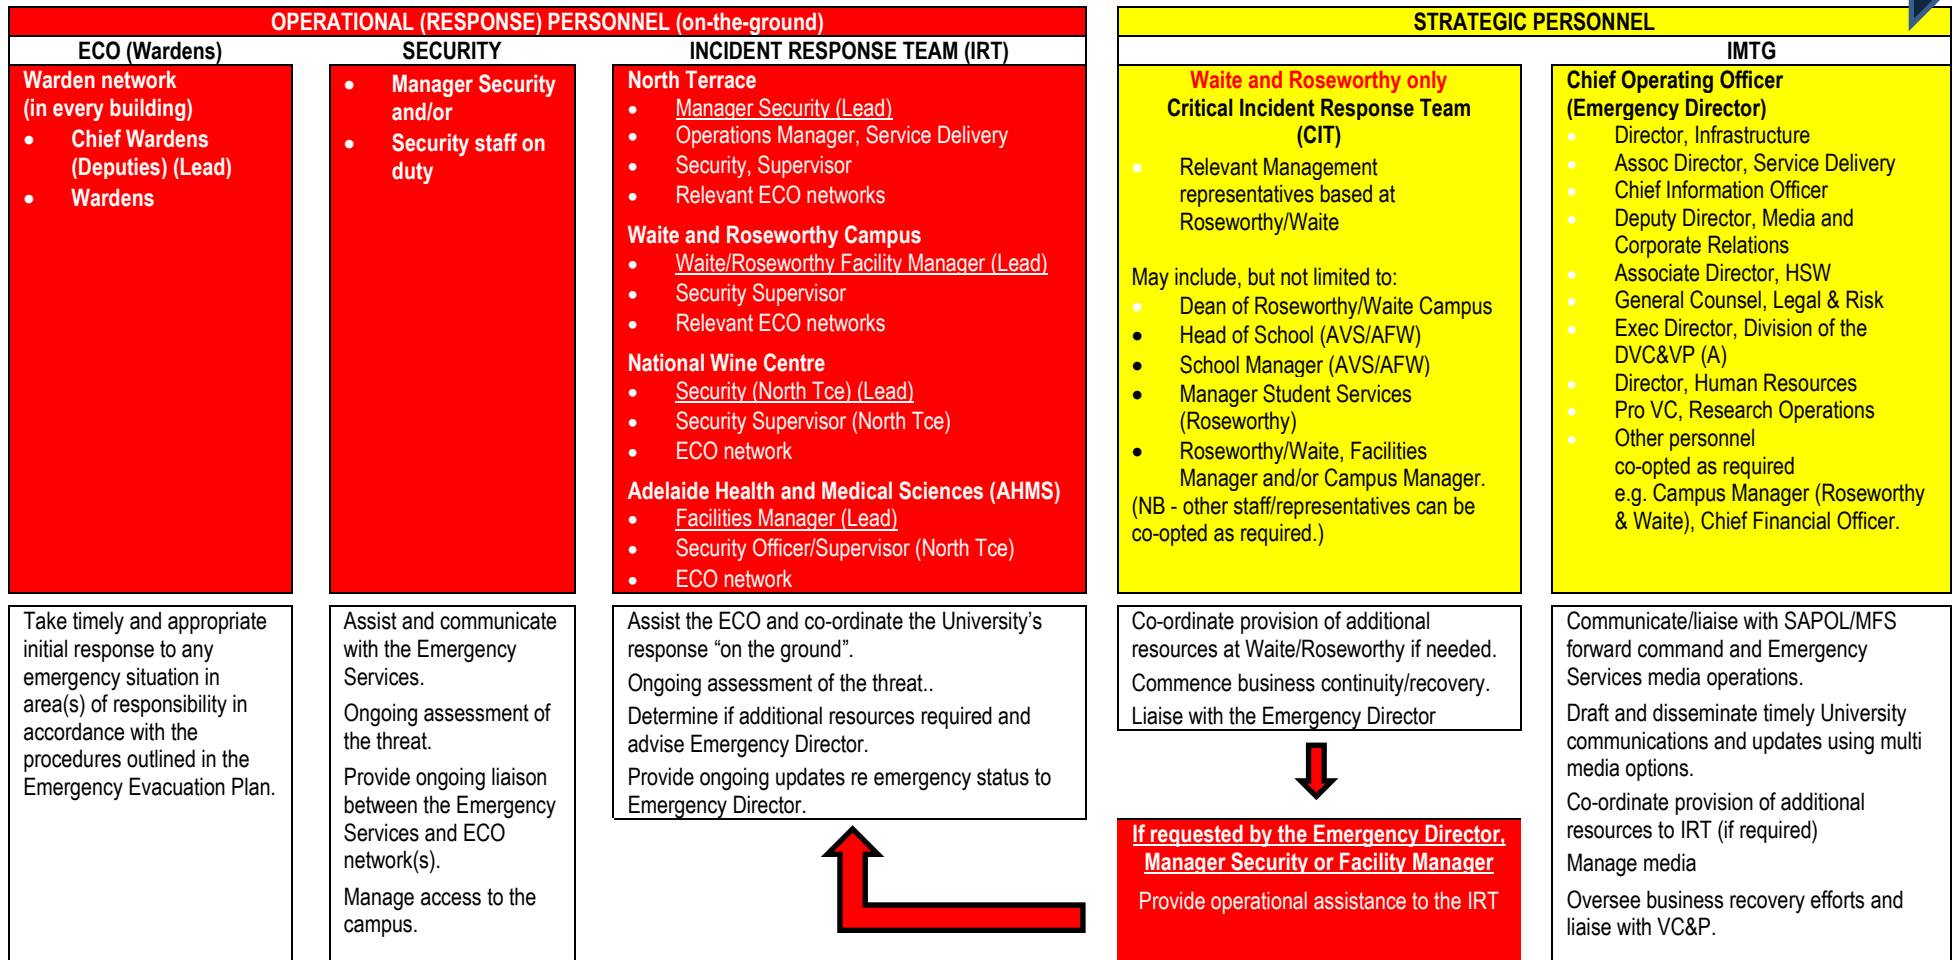 OPERATIONAL (RESPONSE) PERSONNEL (on-the-ground)
ECO (Wardens)
Warden network
(in every building)
• Chief Wardens
(Deputies) (Lead)
• Wardens
Take timely and appropriate
initial response to any
emergency situation in
area(s) of responsibility in
accordance with the
procedures outlined in the
Emergency Evacuation Plan.
SECURITY
• Manager Security
and/or
• Security staff on
duty
Assist and communicate
with the Emergency
Services.
Ongoing assessment of
the threat.
Provide ongoing liaison
between the Emergency
Services and ECO
network(s).
Manage access to the
campus.
INCIDENT RESPONSE TEAM (IRT)
North Terrace
• Manager Security (Lead)
• Operations Manager, Service Delivery
• Security, Supervisor
• Relevant ECO networks
Waite and Roseworthy Campus
• Waite/Roseworthy Facility Manager (Lead)
• Security Supervisor
• Relevant ECO networks
National Wine Centre
• Security (North Tce) (Lead)
• Security Supervisor (North Tce)
• ECO network
Adelaide Health and Medical Sciences (AHMS)
• Facilities Manager (Lead)
• Security Officer/Supervisor (North Tce)
• ECO network
Assist the ECO and co-ordinate the University's
response “on the ground”.
Ongoing assessment of the threat..
Determine if additional resources required and
advise Emergency Director.
Provide ongoing updates re emergency status to
Emergency Director.
STRATEGIC PERSONNEL
Waite and Roseworthy only
Critical Incident Response Team
(CIT)
• Relevant Management
representatives based at
Roseworthy/Waite
May include, but not limited to:
• Dean of Roseworthy/Waite Campus
• Head of School (AVS/AFW)
• School Manager (AVS/AFW)
• Manager Student Services
(Roseworthy)
• Roseworthy/Waite, Facilities
Manager and/or Campus Manager.
(NB - other staff/representatives can be
co-opted as required.)
Co-ordinate provision of additional
resources at Waite/Roseworthy if needed.
Commence business continuity/recovery.
Liaise with the Emergency Director
If requested by the Emergency Director,
Manager Security or Facility Manager
Provide operational assistance to the IRT
IMTG
Chief Operating Officer
(Emergency Director)
• Director, Infrastructure
• Assoc Director, Service Delivery
• Chief Information Officer
• Deputy Director, Media and
Corporate Relations
• Associate Director, HSW
• General Counsel, Legal & Risk
• Exec Director, Division of the
DVC&VP (A)
• Director, Human Resources
• Pro VC, Research Operations
• Other personnel
co-opted as required
e.g. Campus Manager (Roseworthy
& Waite), Chief Financial Officer.
Communicate/liaise with SAPOL/MFS
forward command and Emergency
Services media operations.
Draft and disseminate timely University
communications and updates using multi
media options.
Co-ordinate provision of additional
resources to IRT (if required)
Manage media
Oversee business recovery efforts and
liaise with VC&P.